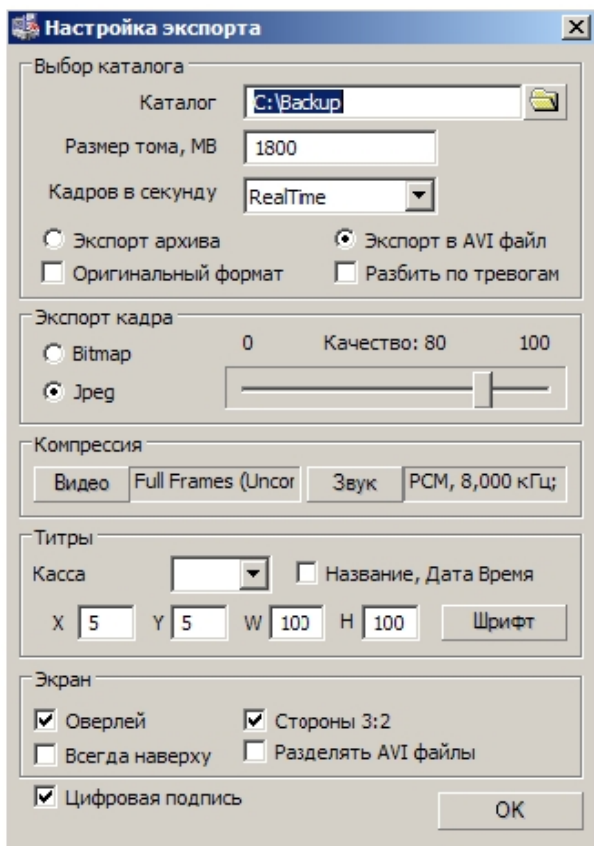 Настройка экспорта
Выбор каталога
Каталог C:\Backup
Размер тома, MB 1800
Кадров в секунду RealTime
Экспорт архива Экспорт в AVI файл
Оригинальный формат Разбить по тревогам
Экспорт кадра
Bitmap 0 Качество: 80 100
Jpeg
Компрессия
Видео Full Frames (Uncor Звук PCM, 8,000 кГц;
Титры
Касса Название, Дата Время
X 5 Y 5 W 100 H 100 Шрифт
Экран
Оверлей Стороны 3:2
Всегда наверху Разделять AVI файлы
Цифровая подпись OK